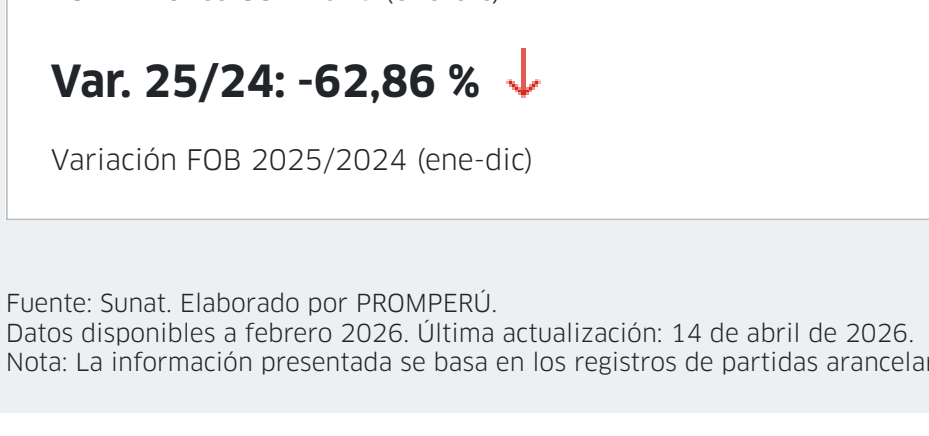 Var. 25/24: -62,86 %
Variación FOB 2025/2024 (ene-dic)
Fuente: Sunat. Elaborado por PROMPERÚ.
Datos disponibles a febrero 2026. Última actualización: 14 de abril de 2026.
Nota: La información presentada se basa en los registros de partidas